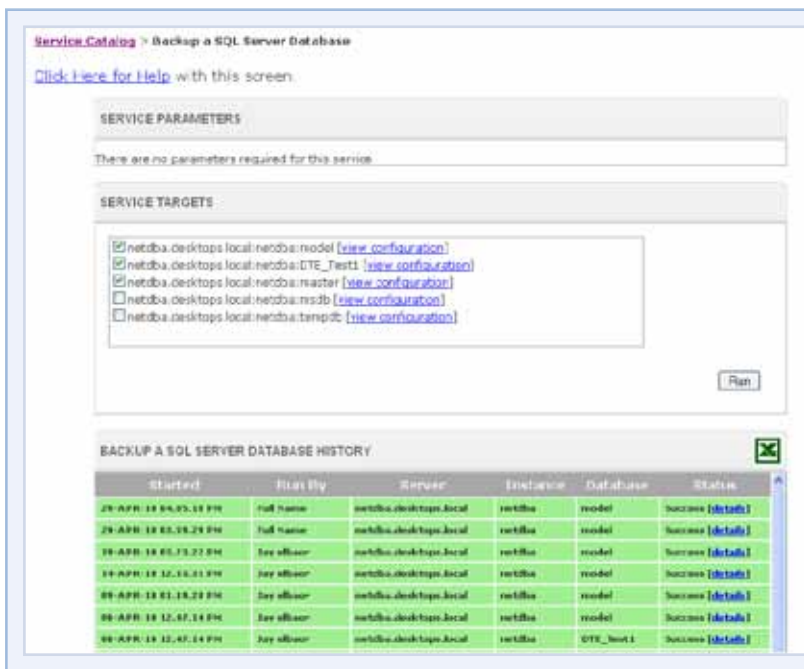 Service Catalog > Backup a SQL Server Database
Click Here for Help with this screen.
SERVICE PARAMETERS
There are no parameters required for this service
SERVICE TARGETS
netdba.desktops.local:netdba:model [view configuration]
netdba.desktops.local:netdba:DTE_Test1 [view configuration]
netdba.desktops.local:netdba:master [view configuration]
netdba.desktops.local:netdba:msdb [view configuration]
netdba.desktops.local:netdba:tempdb [view configuration]
Run
BACKUP A SQL SERVER DATABASE HISTORY
Started Run By Server Instance Database Status
Full Name netdba.desktops.local netdba model Success [details]
Full Name netdba.desktops.local netdba model Success [details]
netdba.desktops.local netdba model Success [details]
netdba.desktops.local netdba model Success [details]
netdba.desktops.local netdba model Success [details]
netdba.desktops.local netdba model Success [details]
netdba.desktops.local netdba DTE_Test1 Success [details]